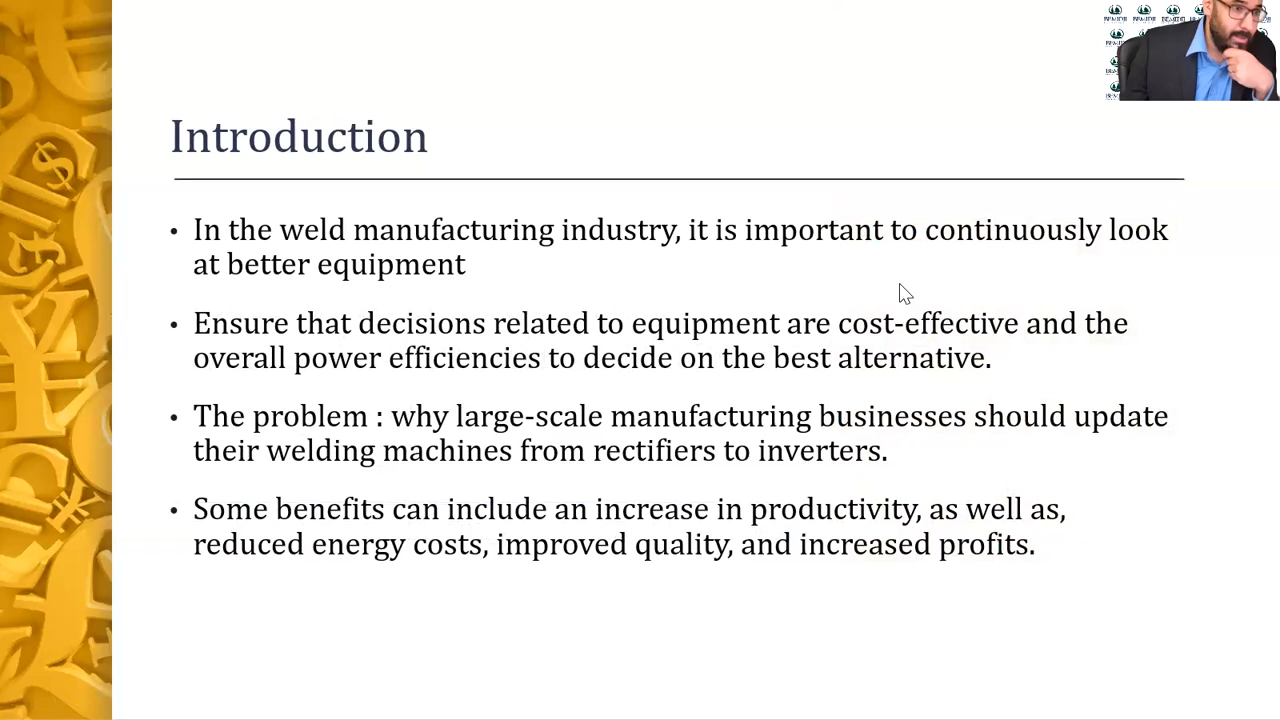 Introduction
• In the weld manufacturing industry, it is important to continuously look
at better equipment
• Ensure that decisions related to equipment are cost-effective and the
overall power efficiencies to decide on the best alternative.
• The problem : why large-scale manufacturing businesses should update
their welding machines from rectifiers to inverters.
• Some benefits can include an increase in productivity, as well as,
reduced energy costs, improved quality, and increased profits.